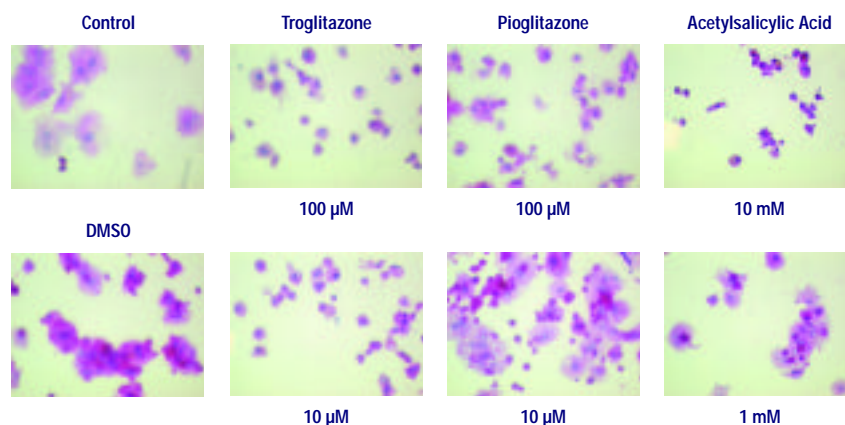 Control
Troglitazone
Pioglitazone
Acetylsalicylic Acid
100 µM
100 µM
10 mM
DMSO
10 µM
10 µM
1 mM